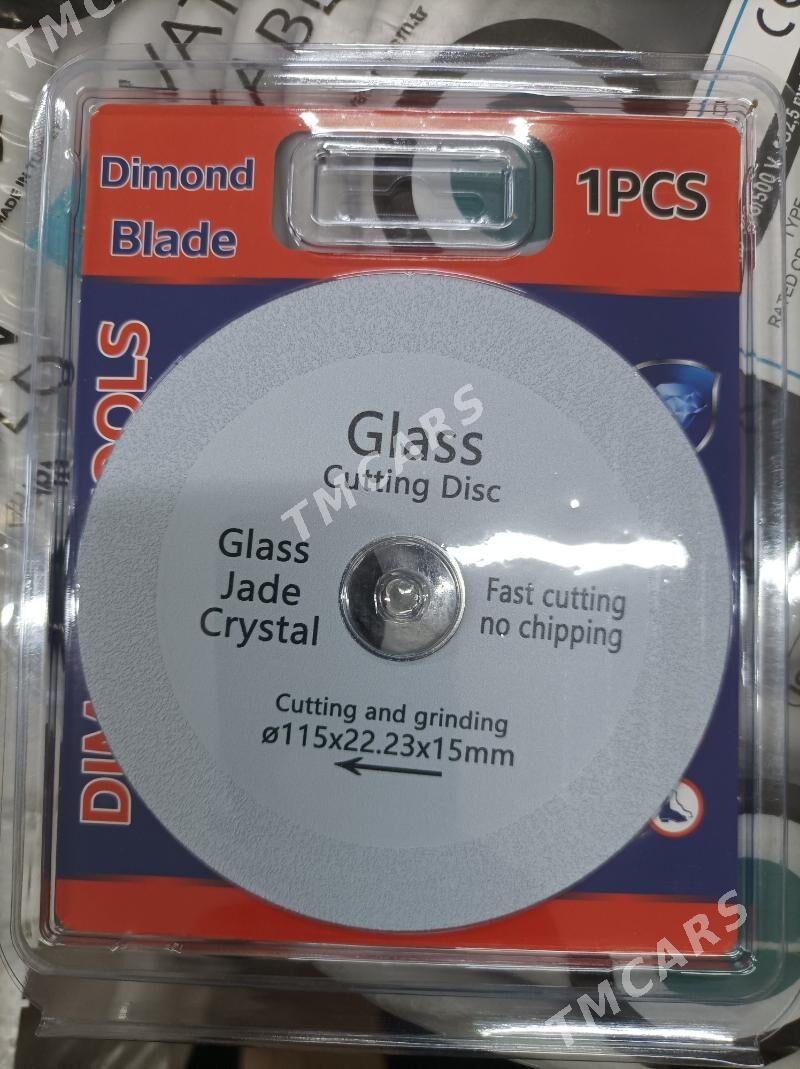 TMCARS
Dimond
Blade
1PCS
Glass
Cutting Disc
TMCARS
Glass
Jade
Crystal
Fast cutting
no chipping
Cutting and grinding
ø115x22.23x15mm
TMCARS